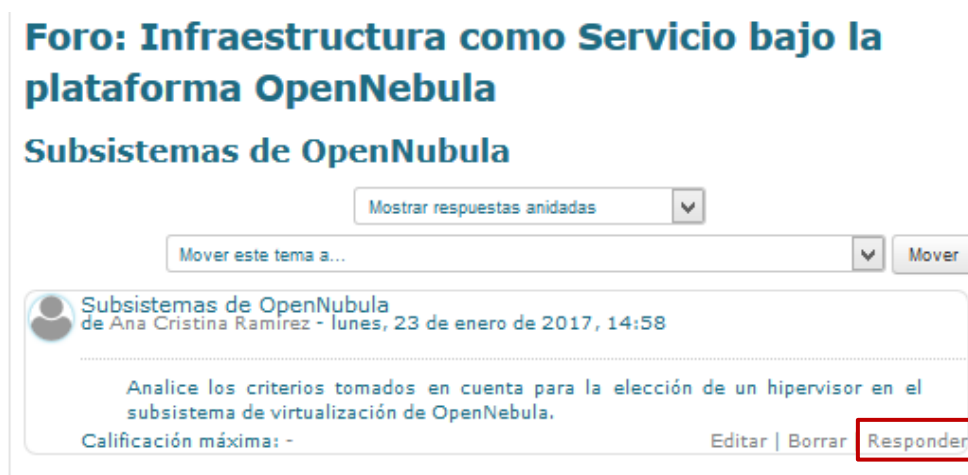 Foro: Infraestructura como Servicio bajo la
plataforma OpenNebula
Subsistemas de OpenNubula
Mostrar respuestas anidadas
Mover este tema a...
Mover
Subsistemas de OpenNubula
de Ana Cristina Ramírez - lunes, 23 de enero de 2017, 14:58
Analice los criterios tomados en cuenta para la elección de un hipervisor en el
subsistema de virtualización de OpenNebula.
Calificación máxima: -
Editar | Borrar | Responder